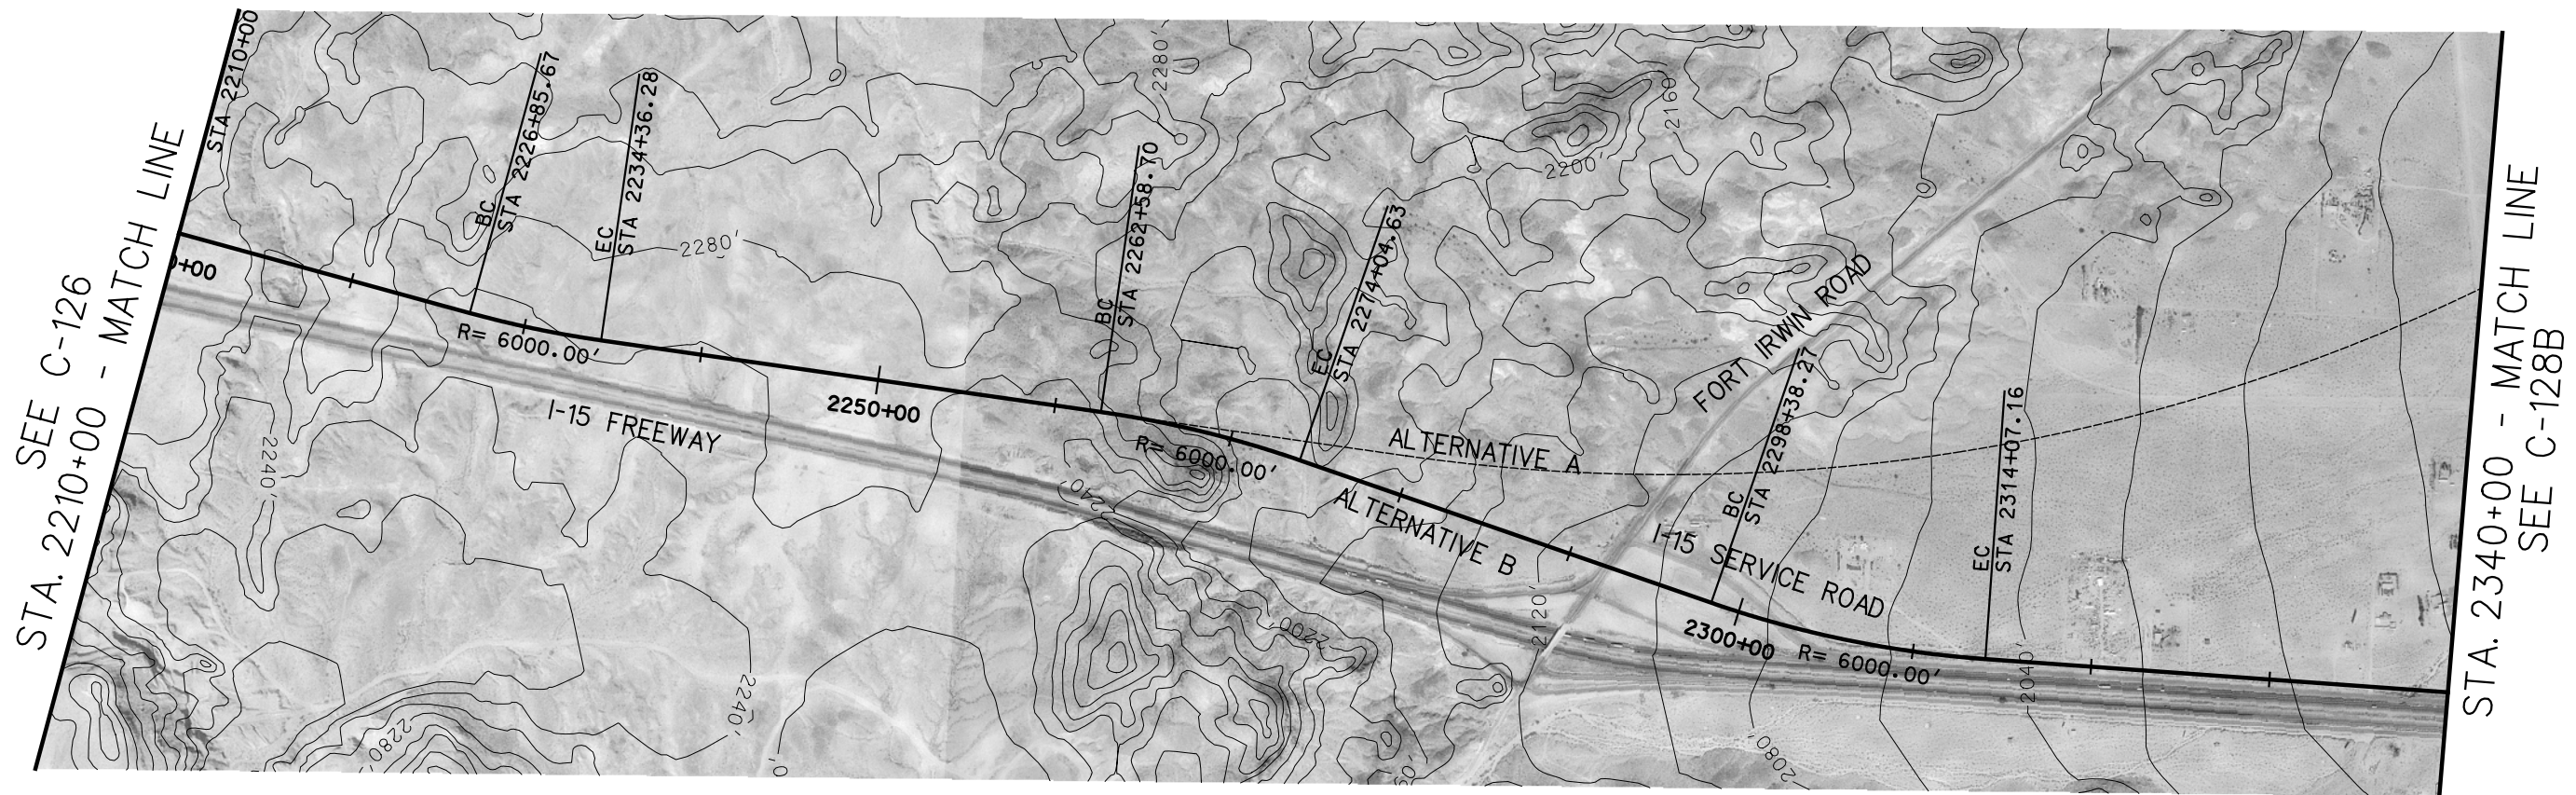 SEE C-126
STA. 2210+00 - MATCH LINE
STA 2210+00
0+00
BC
STA 2226+85.67
EC
STA 2234+36.28
R= 6000.00'
I-15 FREEWAY
2280'
2240'
2250+00
BC
STA 2262+58.70
2280'
R= 6000.00'
EC
STA 2274+04.63
2200'
2160
ALTERNATIVE A
ALTERNATIVE B
2240'
2200'
FORT IRWIN ROAD
BC
STA 2298+38.27
I-15 SERVICE ROAD
2120'
2300+00
R= 6000.00'
EC
STA 2314+07.16
2040'
2080'
2280'
2240'
STA. 2340+00 - MATCH LINE
SEE C-128B